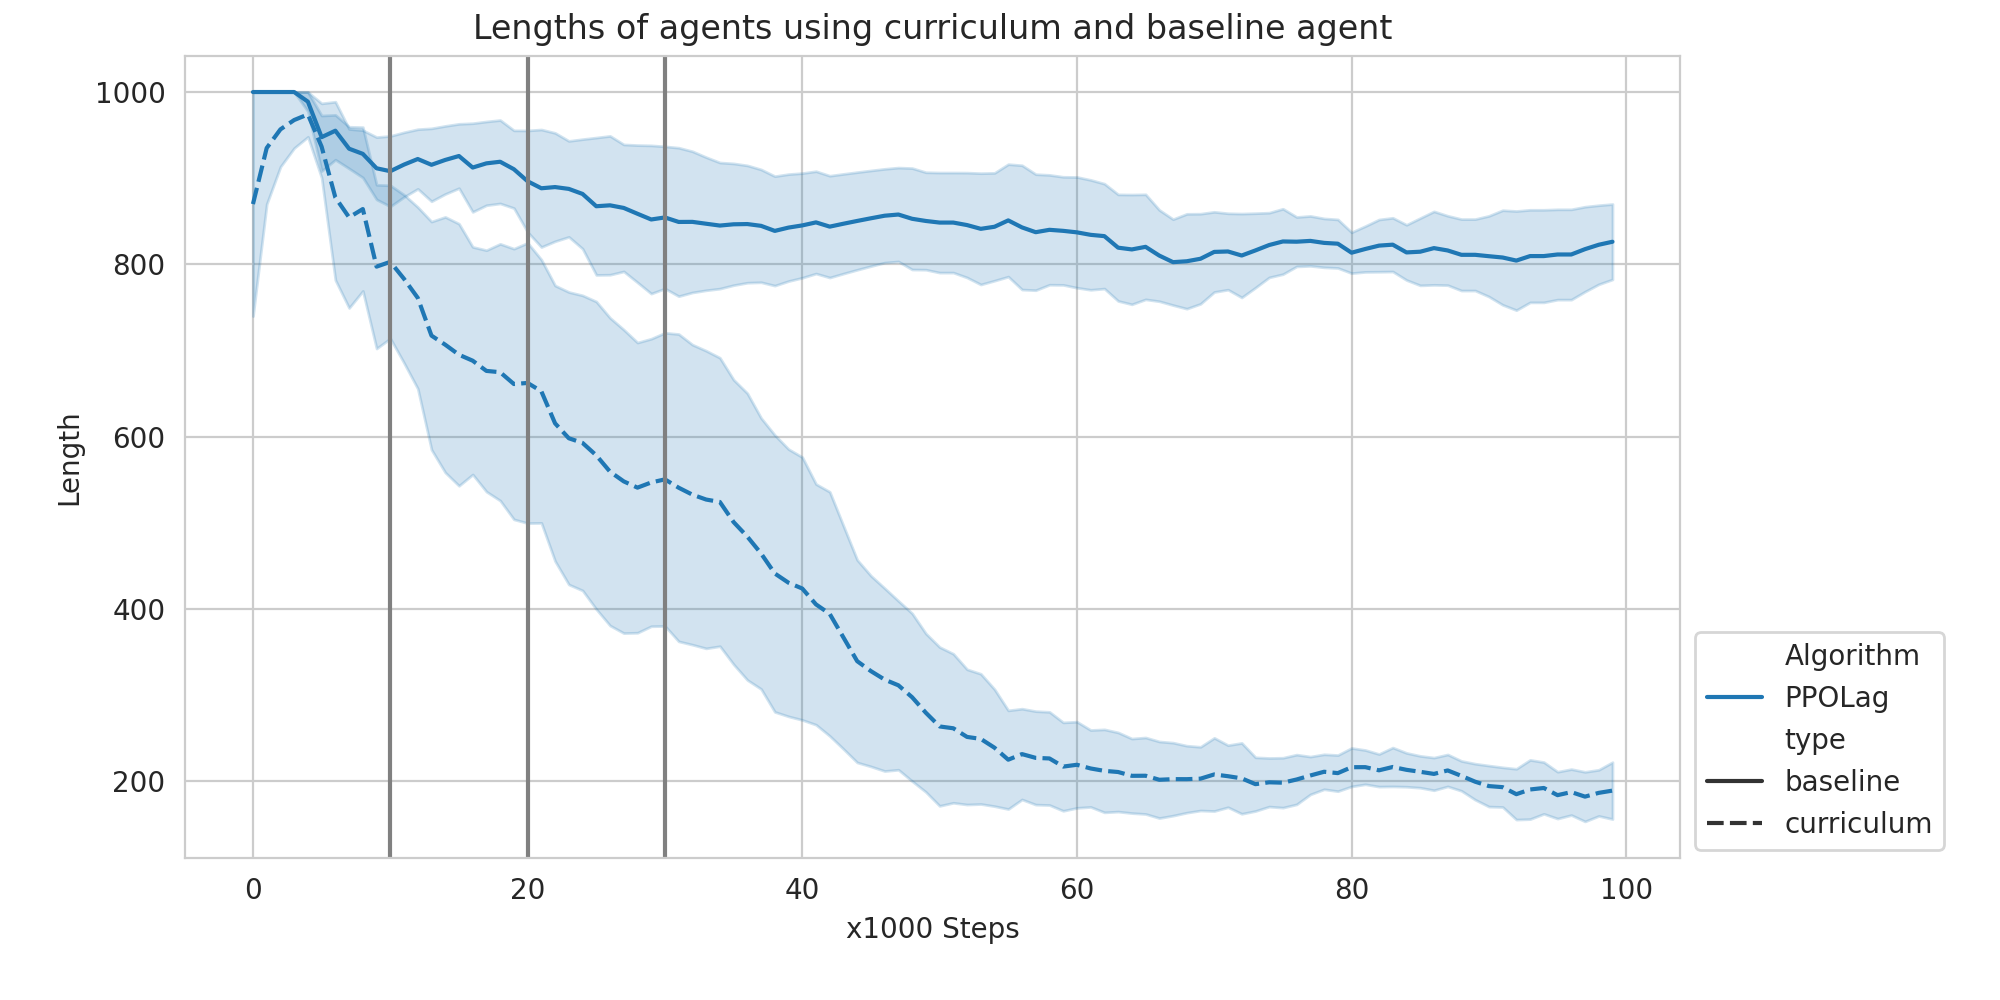 Lengths of agents using curriculum and baseline agent
1000
800
600
400
200
Length
0 20 40 60 80 100
x1000 Steps
Algorithm
PPOLag
type
baseline
curriculum